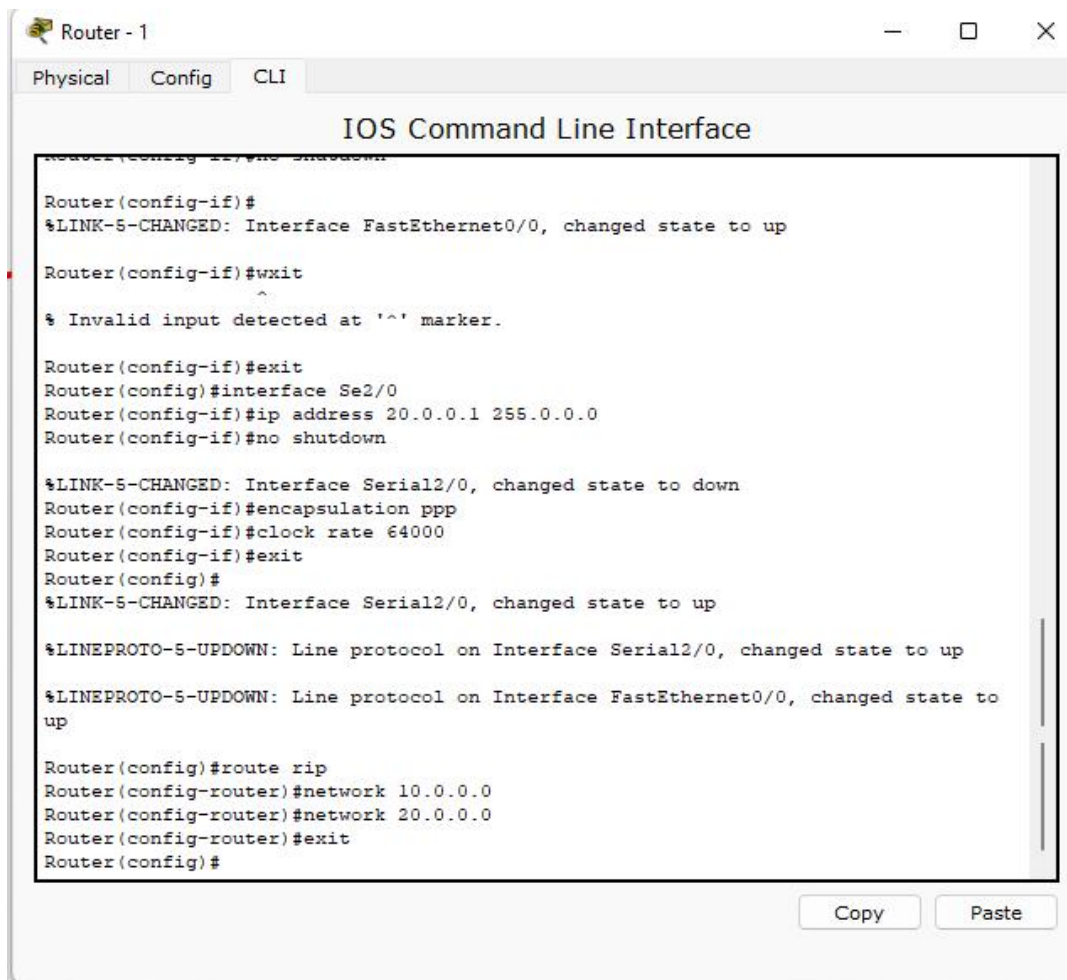 Router - 1
Physical Config CLI
IOS Command Line Interface
Router(config-if)#no shutdown
Router(config-if)#
%LINK-5-CHANGED: Interface FastEthernet0/0, changed state to up
Router(config-if)#wxit
^
% Invalid input detected at '^' marker.
Router(config-if)#exit
Router(config)#interface Se2/0
Router(config-if)#ip address 20.0.0.1 255.0.0.0
Router(config-if)#no shutdown
%LINK-5-CHANGED: Interface Serial2/0, changed state to down
Router(config-if)#encapsulation ppp
Router(config-if)#clock rate 64000
Router(config-if)#exit
Router(config)#
%LINK-5-CHANGED: Interface Serial2/0, changed state to up
%LINEPROTO-5-UPDOWN: Line protocol on Interface Serial2/0, changed state to up
%LINEPROTO-5-UPDOWN: Line protocol on Interface FastEthernet0/0, changed state to
up
Router(config)#route rip
Router(config-router)#network 10.0.0.0
Router(config-router)#network 20.0.0.0
Router(config-router)#exit
Router(config)#
Copy Paste